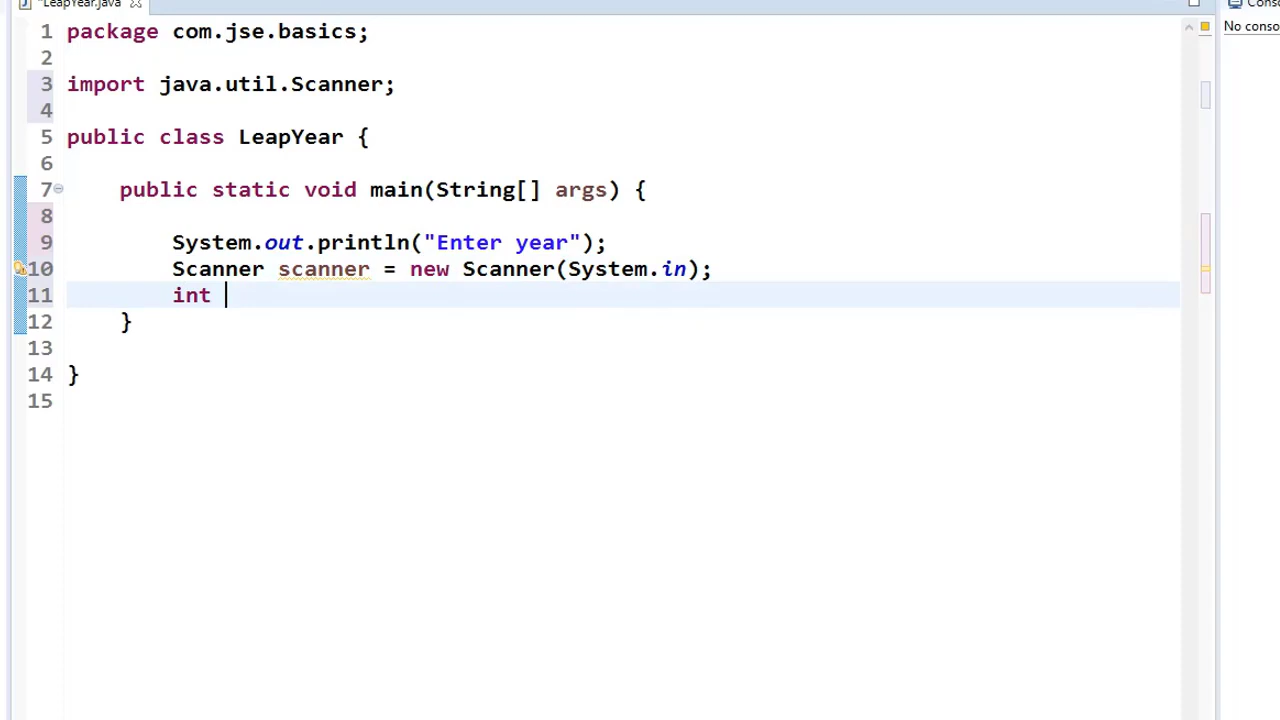 *LeapYear.java
Conso
No conso
1 package com.jse.basics;
2
3 import java.util.Scanner;
4
5 public class LeapYear {
6
7 public static void main(String[] args) {
8
9 System.out.println("Enter year");
10 Scanner scanner = new Scanner(System.in);
11 int
12 }
13
14 }
15